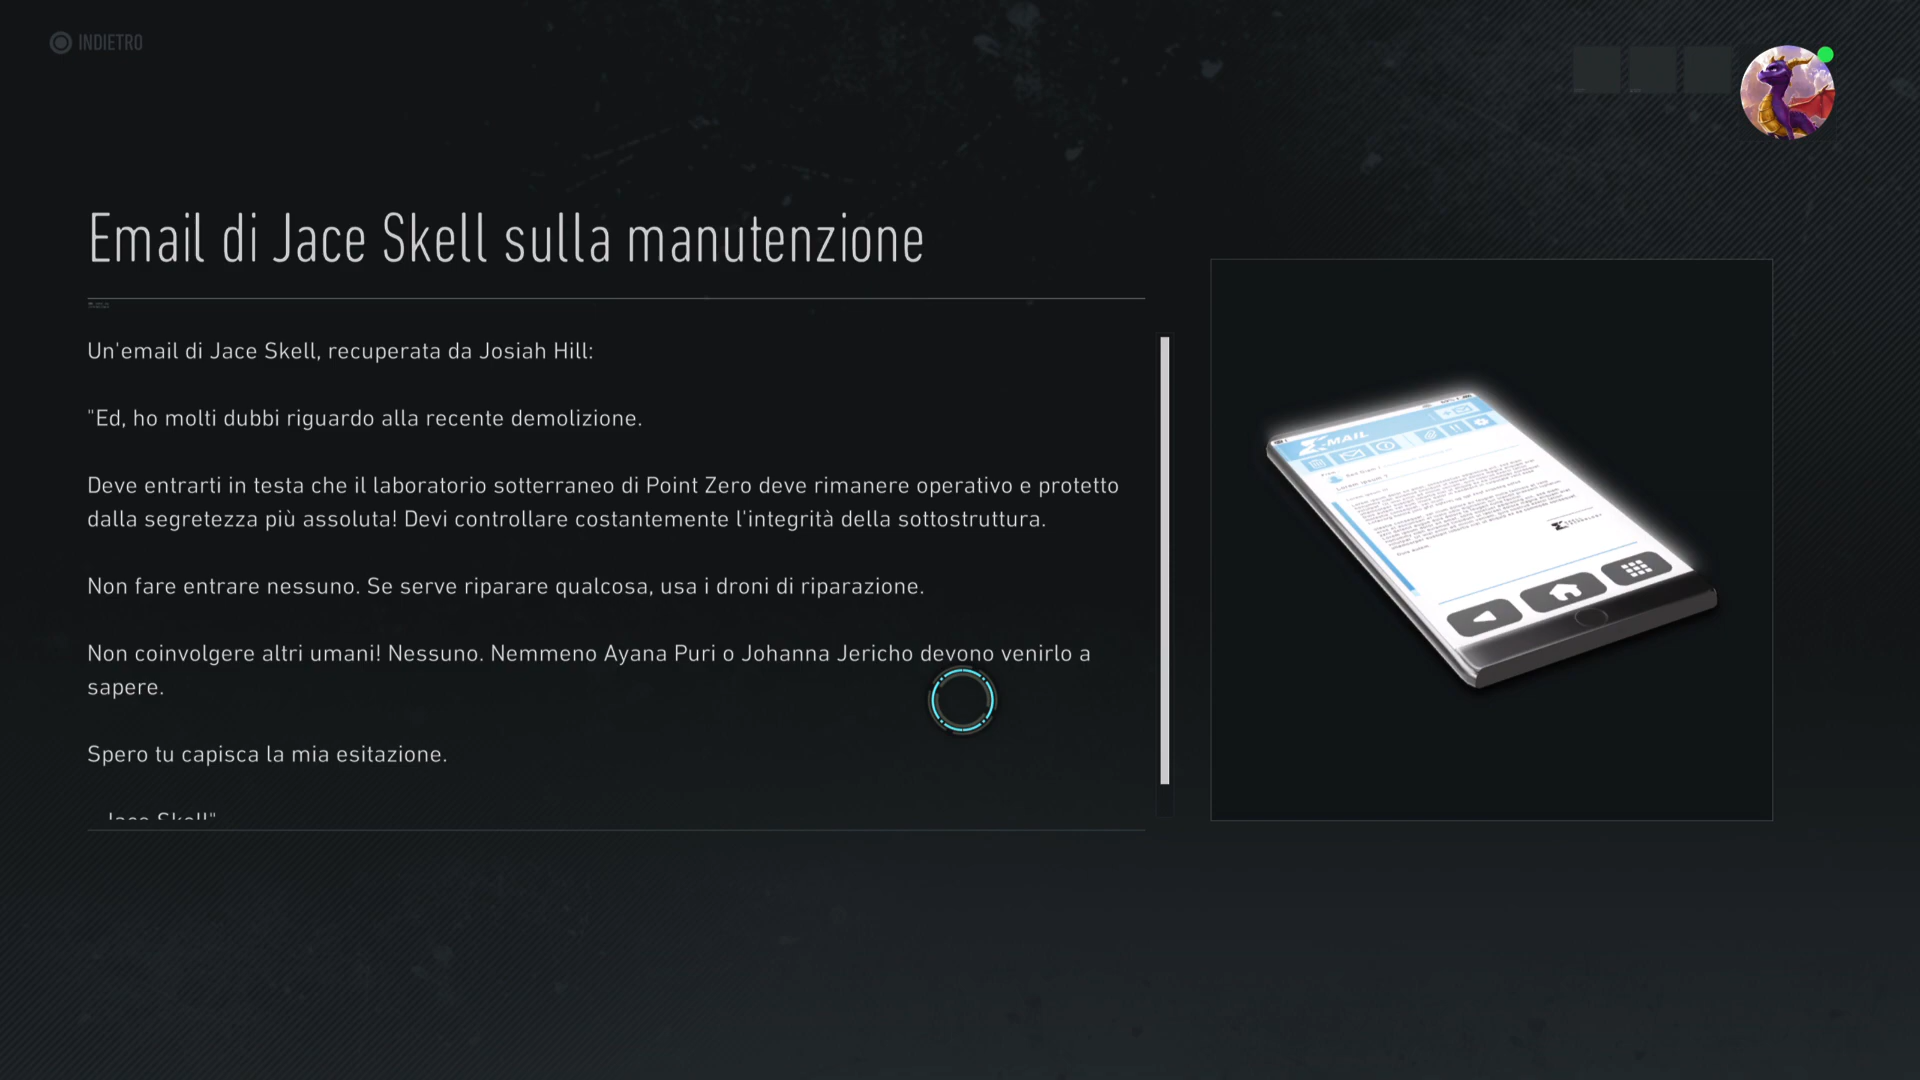 INDIETRO
Email di Jace Skell sulla manutenzione
Un'email di Jace Skell, recuperata da Josiah Hill:
"Ed, ho molti dubbi riguardo alla recente demolizione.
Deve entrarti in testa che il laboratorio sotterraneo di Point Zero deve rimanere operativo e protetto
dalla segretezza più assoluta! Devi controllare costantemente l'integrità della sottostruttura.
Non fare entrare nessuno. Se serve riparare qualcosa, usa i droni di riparazione.
Non coinvolgere altri umani! Nessuno. Nemmeno Ayana Puri o Johanna Jericho devono venirlo a
sapere.
Spero tu capisca la mia esitazione.
Jace Skell"
MAIL